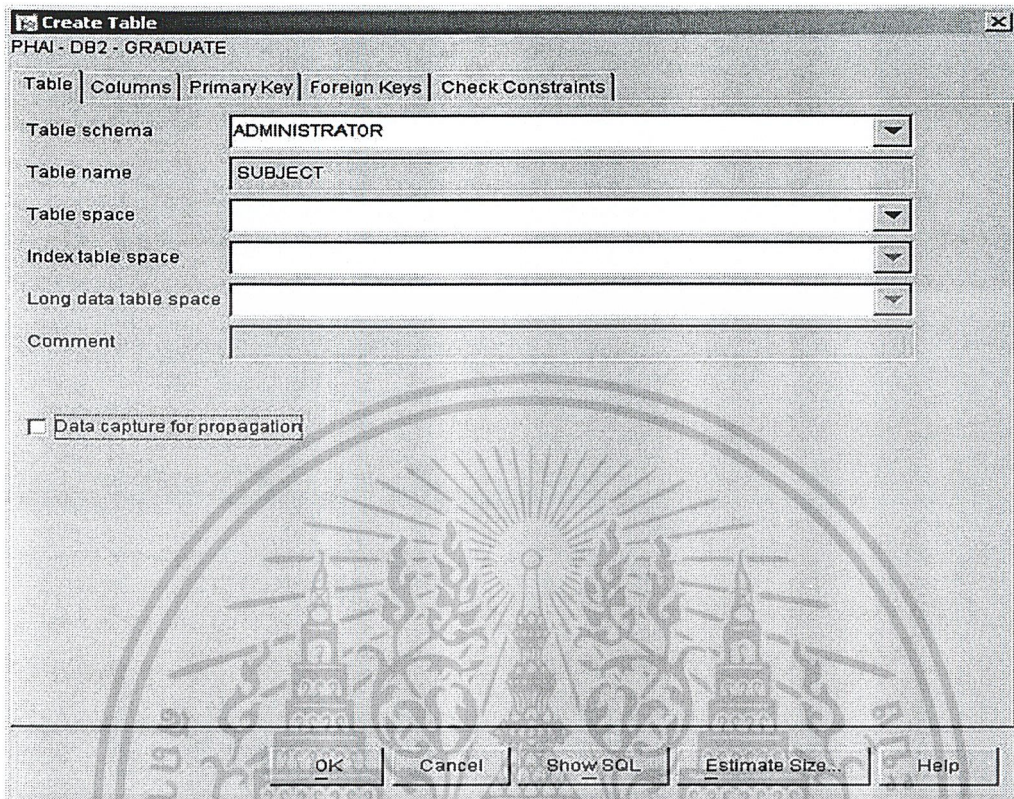 Create Table
PHAI - DB2 - GRADUATE
Table Columns Primary Key Foreign Keys Check Constraints
Table schema ADMINISTRATOR
Table name SUBJECT
Table space
Index table space
Long data table space
Comment
Data capture for propagation
OK Cancel Show SQL Estimate Size... Help